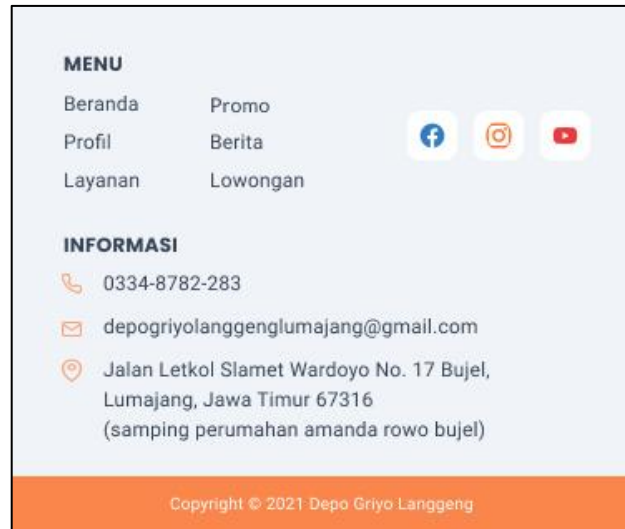 MENU
Beranda
Promo
Profil
Berita
Layanan
Lowongan
INFORMASI
0334-8782-283
depogriyolanggenglumajang@gmail.com
Jalan Letkol Slamet Wardoyo No. 17 Bujel,
Lumajang, Jawa Timur 67316
(samping perumahan amanda rowo bujel)
Copyright © 2021 Depo Griyo Langgeng